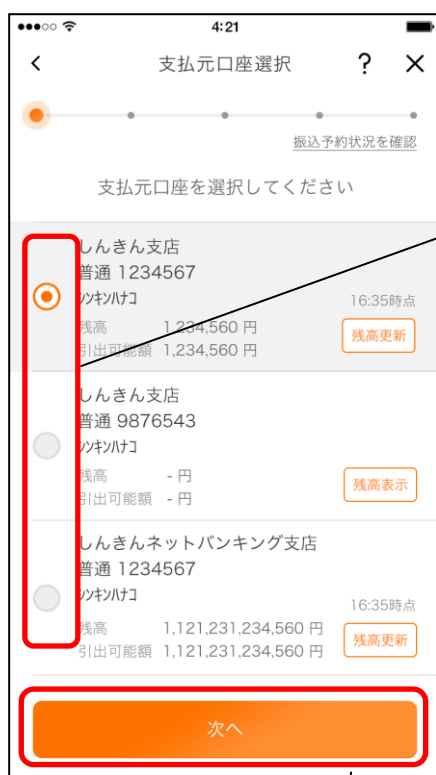 4:21
支払元口座選択 ?
振込予約状況を確認
支払元口座を選択してください
しんきん支店
普通 1234567
ｼﾝｷﾝﾊﾅｺ 16:35時点
残高 1,234,560 円 残高更新
引出可能額 1,234,560 円
しんきん支店
普通 9876543
ｼﾝｷﾝﾊﾅｺ
残高 - 円 残高表示
引出可能額 - 円
しんきんネットバンキング支店
普通 1234567
ｼﾝｷﾝﾊﾅｺ 16:35時点
残高 1,121,231,234,560 円 残高更新
引出可能額 1,121,231,234,560 円
次へ